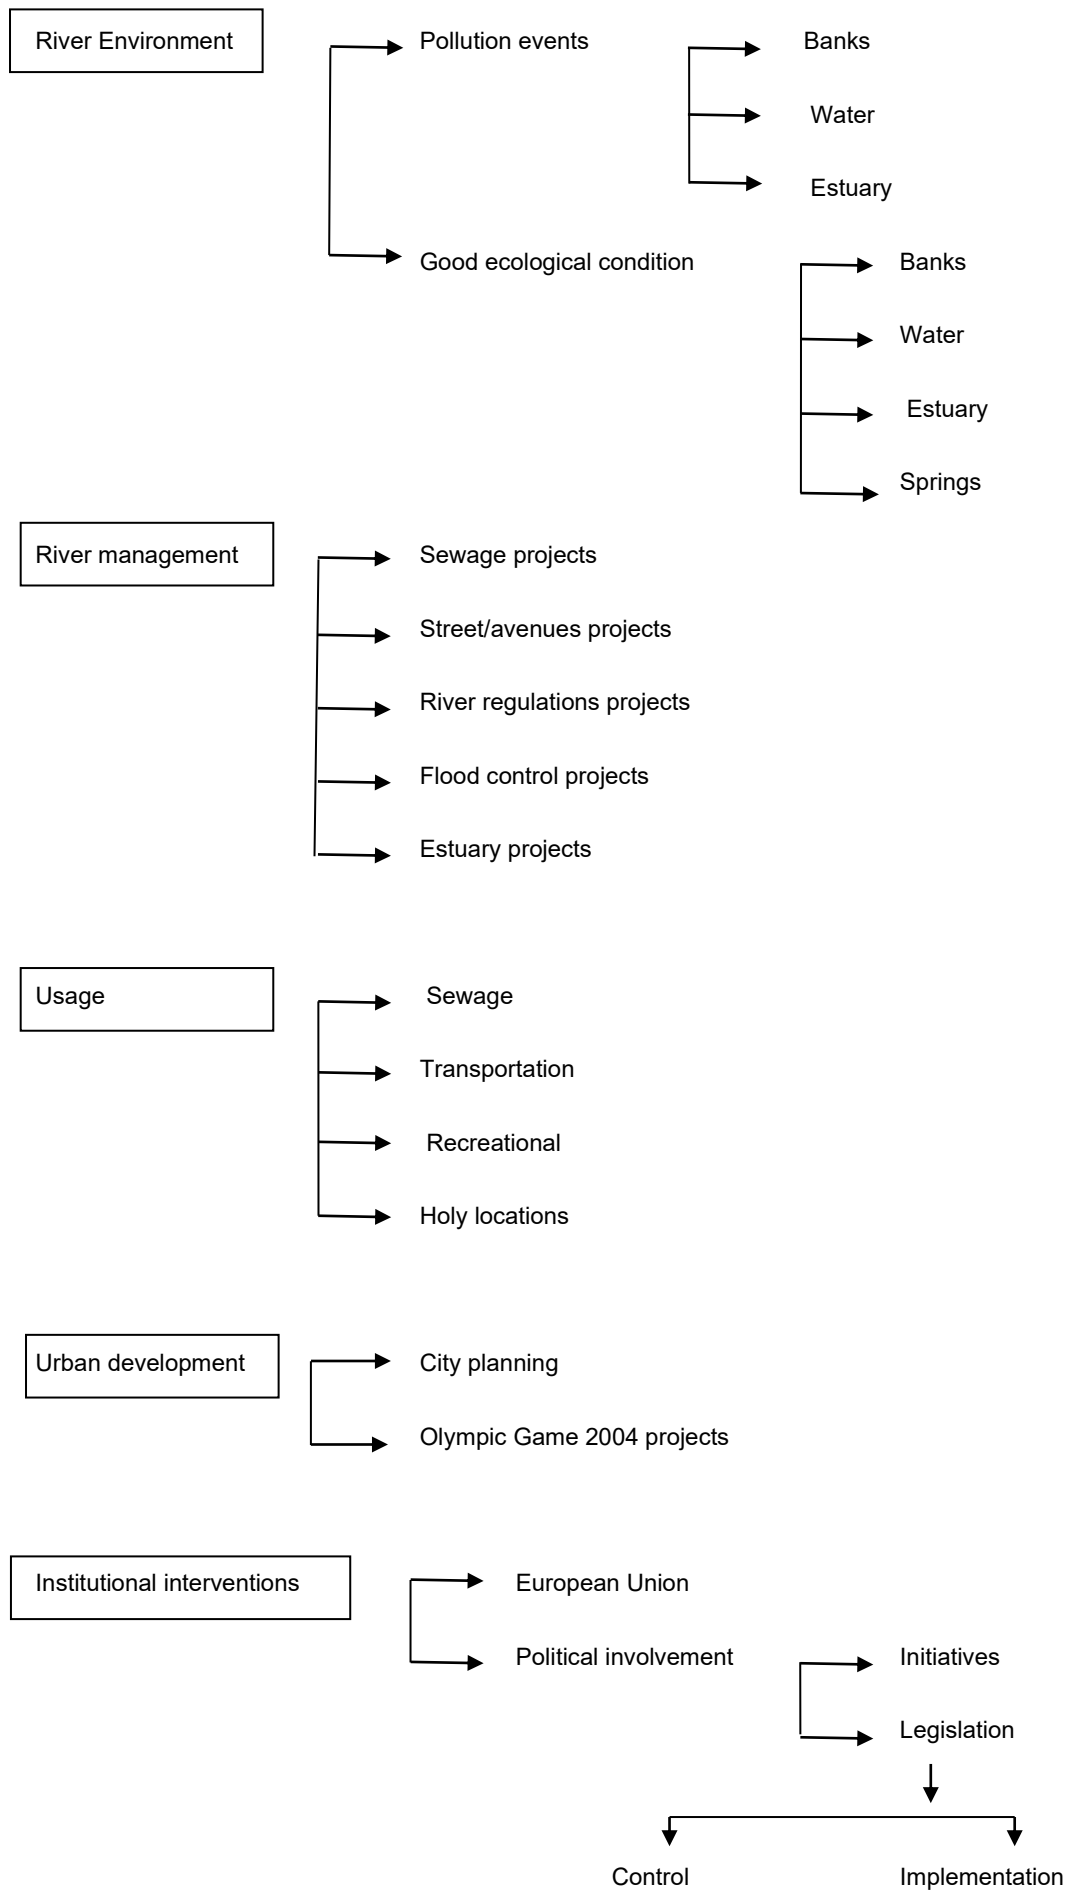 River Environment
Pollution events
Banks
Water
Estuary
Good ecological condition
Banks
Water
Estuary
Springs
River management
Sewage projects
Street/avenues projects
River regulations projects
Flood control projects
Estuary projects
Usage
Sewage
Transportation
Recreational
Holy locations
Urban development
City planning
Olympic Game 2004 projects
Institutional interventions
European Union
Political involvement
Initiatives
Legislation
Control
Implementation